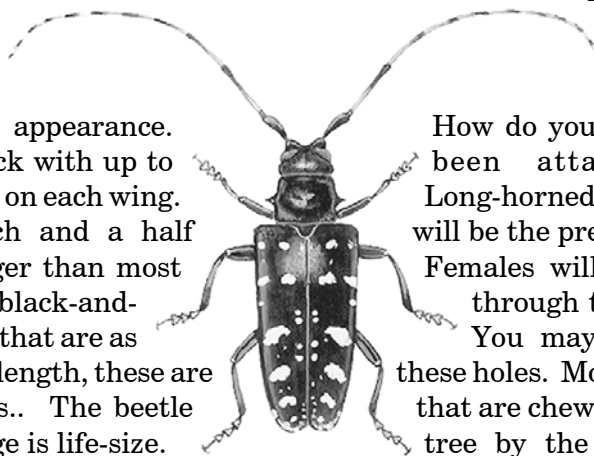 appearance.
ck with up to
on each wing.
ch and a half
ger than most
black-and-
that are as
length, these are
s.. The beetle
ge is life-size.
How do you
been atta
Long-horned
will be the pre
Females will
through t
You may
these holes. Mo
that are chew
tree by the